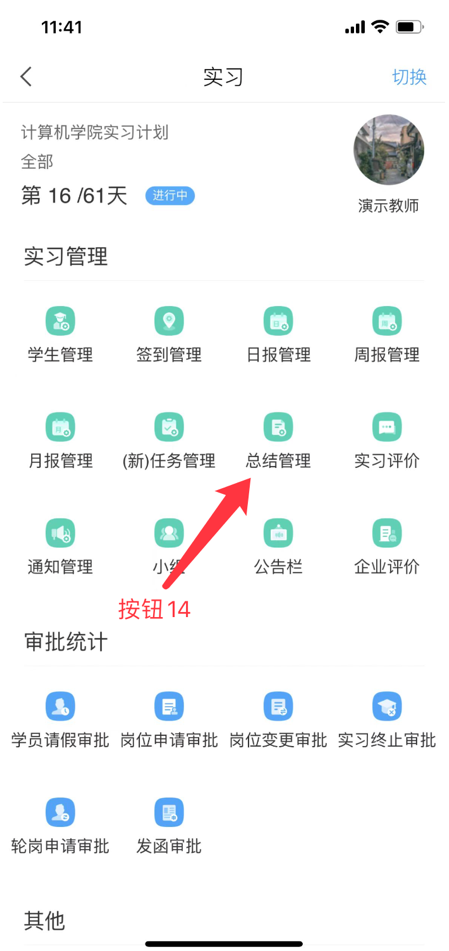 11:41
实习
切换
计算机学院实习计划
全部
第 16 /61天
进行中
演示教师
实习管理
学生管理 签到管理 日报管理 周报管理
月报管理 (新)任务管理 总结管理 实习评价
通知管理 小组 公告栏 企业评价
按钮14
审批统计
学员请假审批 岗位申请审批 岗位变更审批 实习终止审批
轮岗申请审批 发函审批
其他